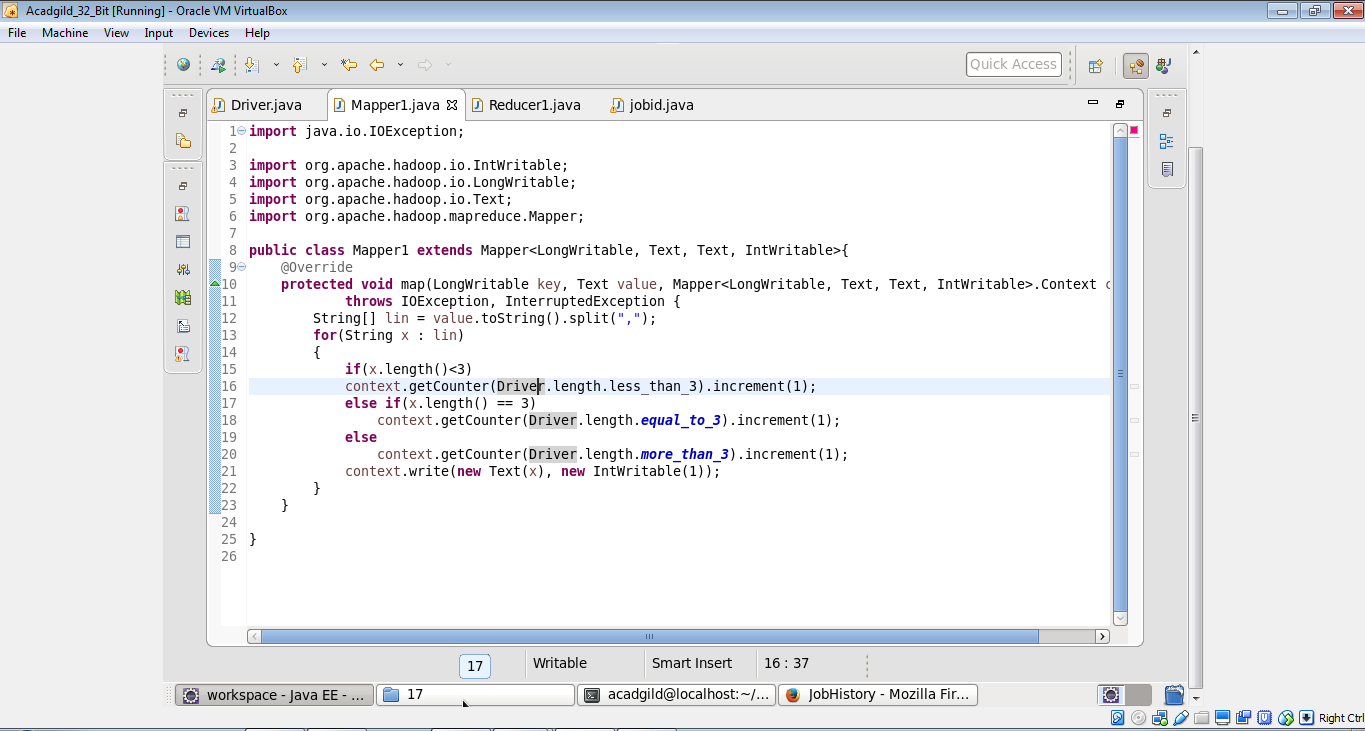 Acadgild_32_Bit [Running] - Oracle VM VirtualBox
File Machine View Input Devices Help
Quick Access
Driver.java Mapper1.java Reducer1.java jobid.java
1 import java.io.IOException;
2
3 import org.apache.hadoop.io.IntWritable;
4 import org.apache.hadoop.io.LongWritable;
5 import org.apache.hadoop.io.Text;
6 import org.apache.hadoop.mapreduce.Mapper;
7
8 public class Mapper1 extends Mapper<LongWritable, Text, Text, IntWritable>{
9 @Override
10 protected void map(LongWritable key, Text value, Mapper<LongWritable, Text, Text, IntWritable>.Context
11 throws IOException, InterruptedException {
12 String[] lin = value.toString().split(",");
13 for(String x : lin)
14 {
15 if(x.length()<3)
16 context.getCounter(Driver.length.less_than_3).increment(1);
17 else if(x.length() == 3)
18 context.getCounter(Driver.length.equal_to_3).increment(1);
19 else
20 context.getCounter(Driver.length.more_than_3).increment(1);
21 context.write(new Text(x), new IntWritable(1));
22 }
23 }
24
25 }
26
17 Writable Smart Insert 16 : 37
workspace - Java EE - ... 17 acadgild@localhost:~/... JobHistory - Mozilla Fir...
Right Ctrl